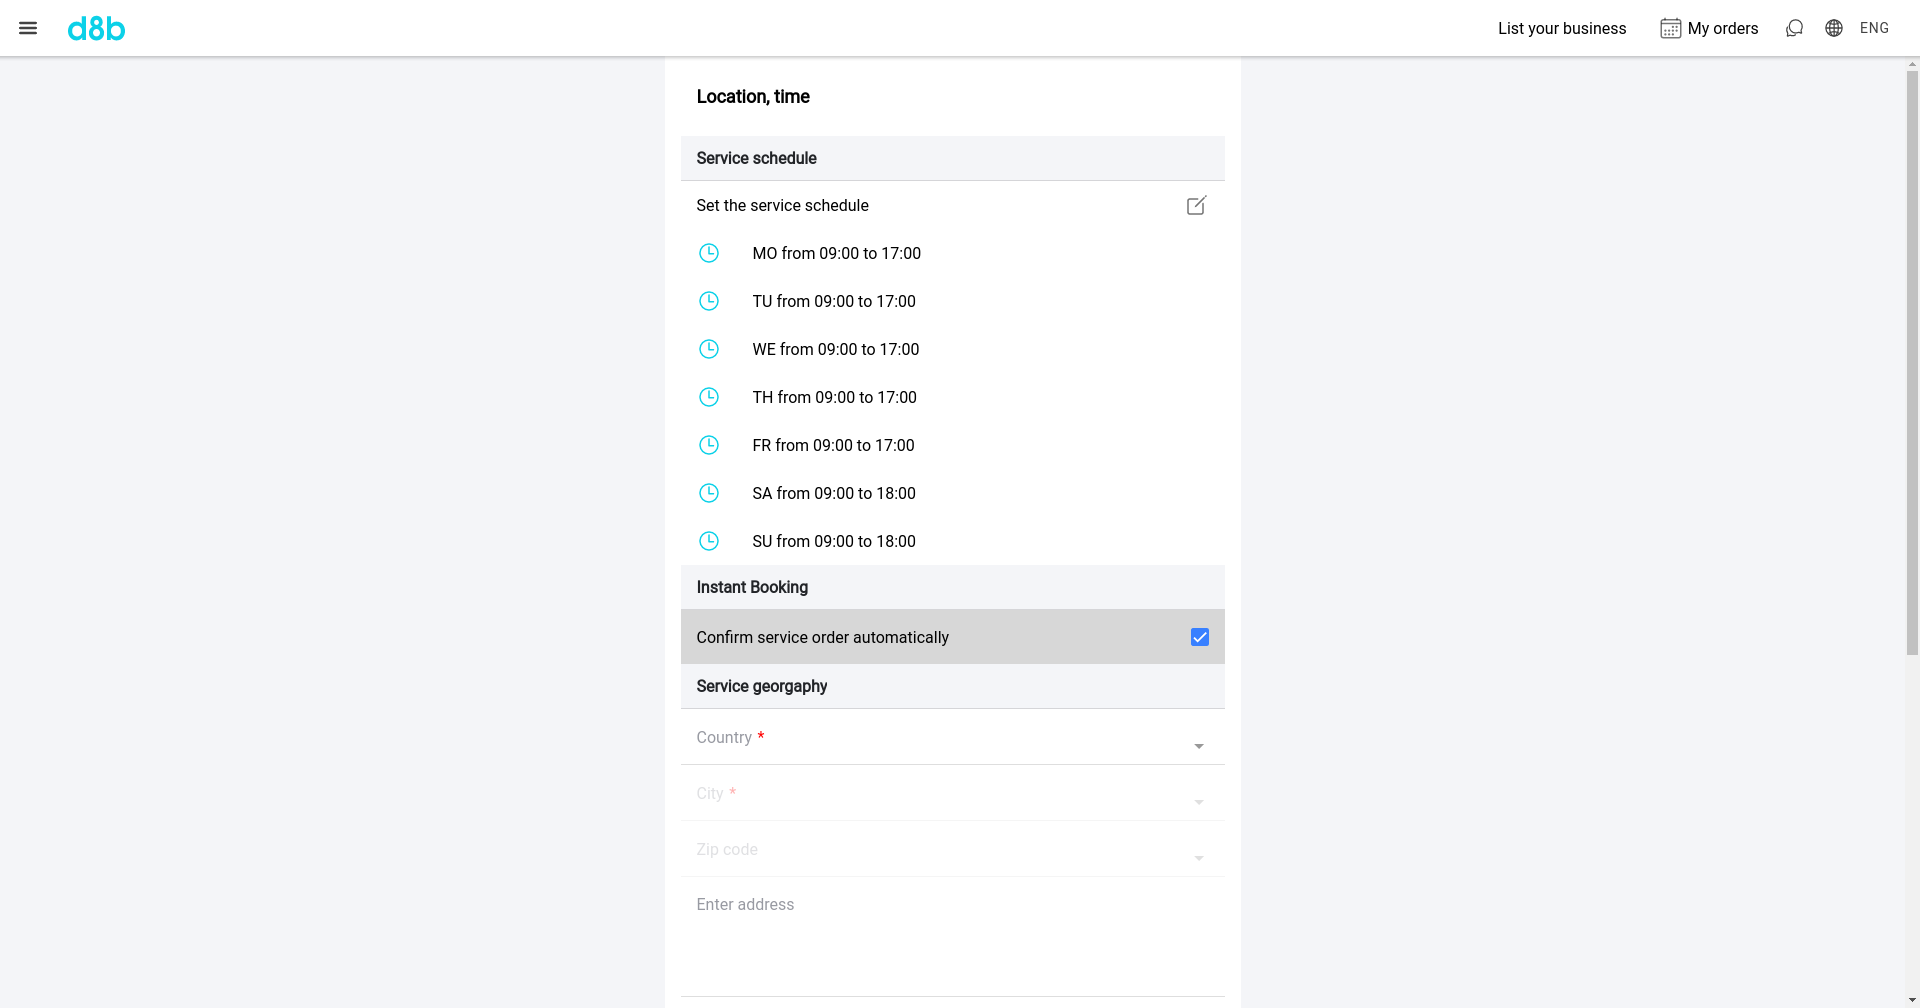 d8b
List your business
My orders
ENG
Location, time
Service schedule
Set the service schedule
MO from 09:00 to 17:00
TU from 09:00 to 17:00
WE from 09:00 to 17:00
TH from 09:00 to 17:00
FR from 09:00 to 17:00
SA from 09:00 to 18:00
SU from 09:00 to 18:00
Instant Booking
Confirm service order automatically
Service georgaphy
Country *
City *
Zip code
Enter address